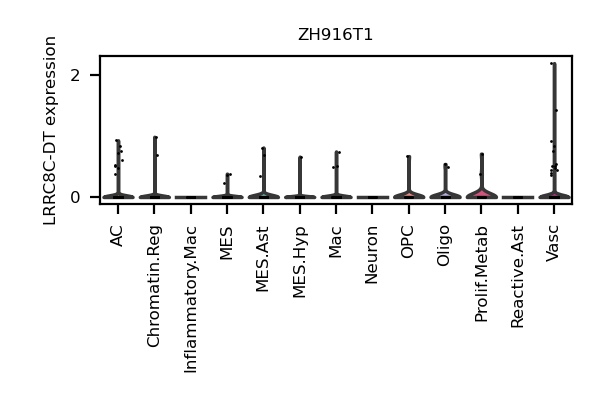 ZH916T1
LRRC8C-DT expression
2
0
AC
Chromatin.Reg
Inflammatory.Mac
MES
MES.Ast
MES.Hyp
Mac
Neuron
OPC
Oligo
Prolif.Metab
Reactive.Ast
Vasc